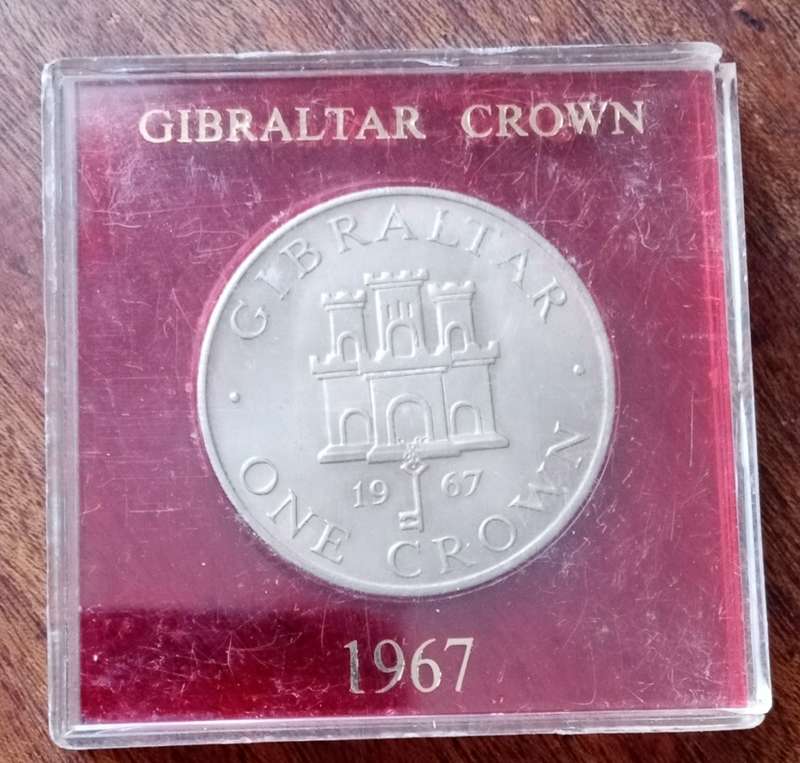 GIBRALTAR CROWN
· GIBRALTAR ·
19 67
ONE CROWN
1967